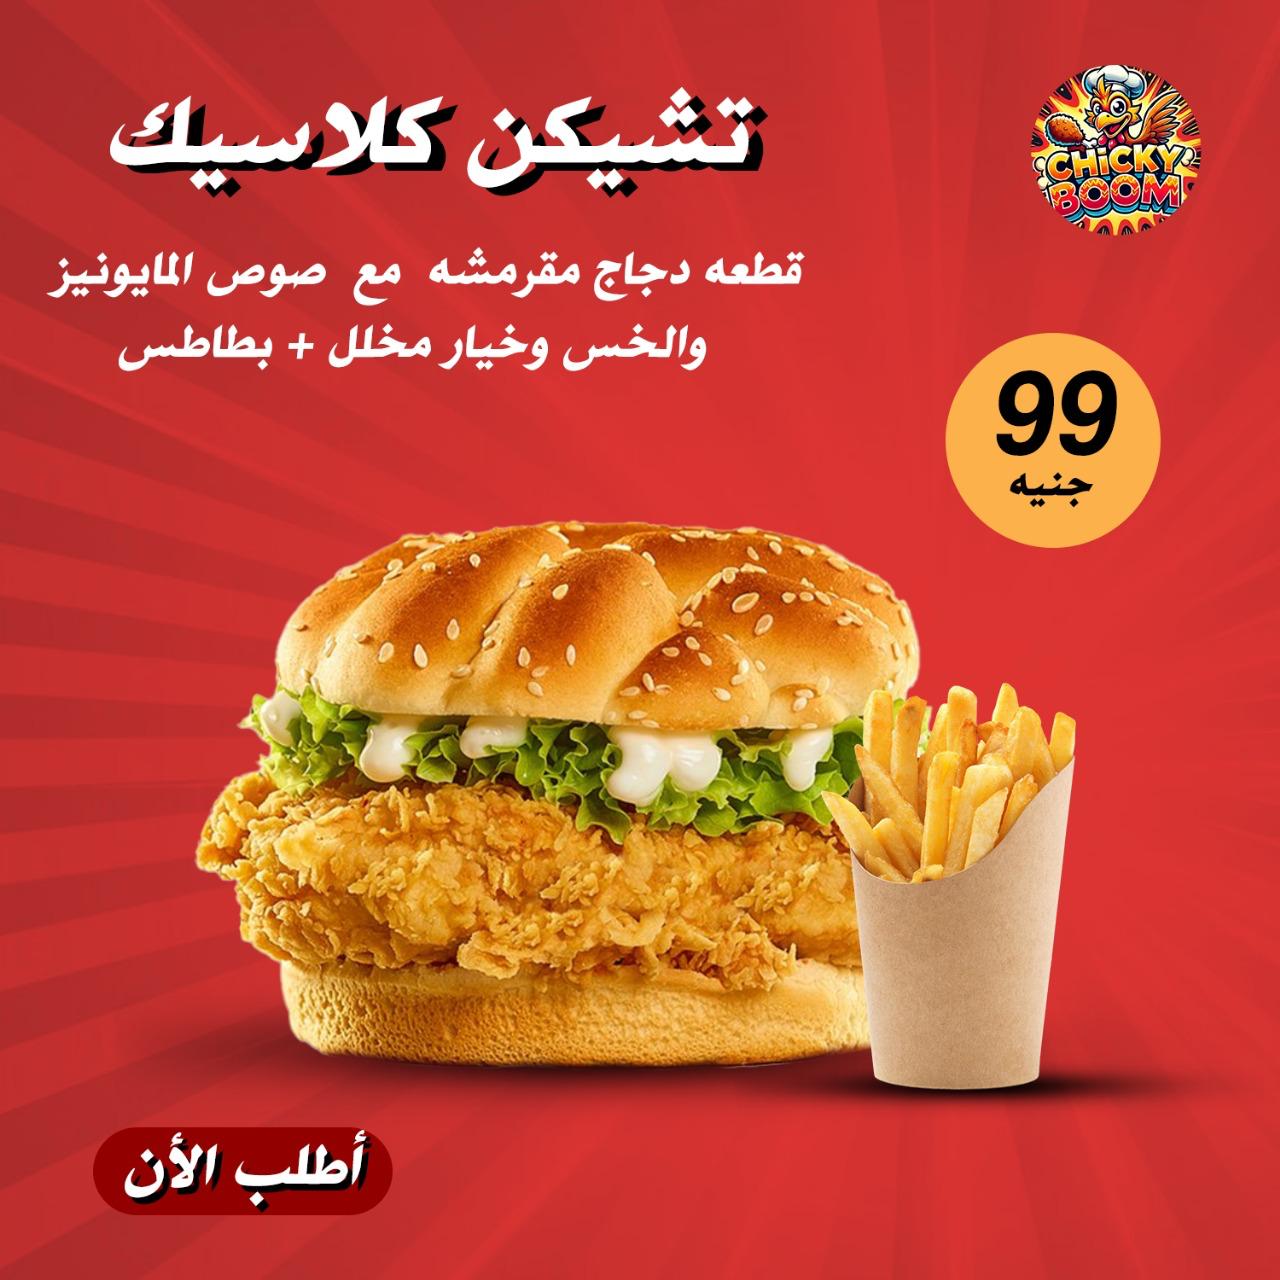 تشيكن كلاسيك
CHICKY
BOOM
قطعه دجاج مقرمشه مع صوص المايونيز
والخس وخيار مخلل + بطاطس
99
جنيه
أطلب الأن